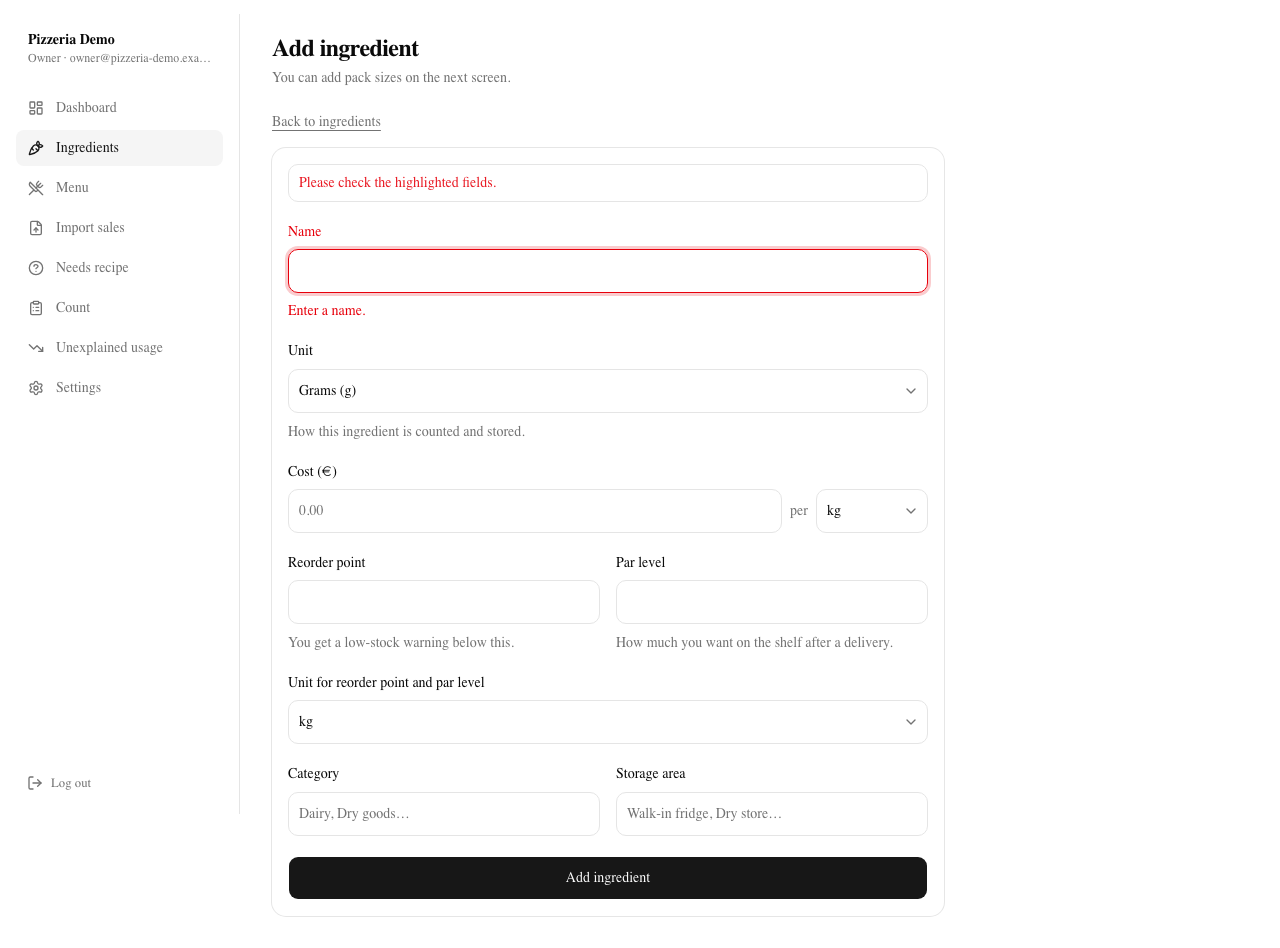 Pizzeria Demo
Owner · owner@pizzeria-demo.exa…
Dashboard
Ingredients
Menu
Import sales
Needs recipe
Count
Unexplained usage
Settings
Log out
Add ingredient
You can add pack sizes on the next screen.
Back to ingredients
Please check the highlighted fields.
Name
Enter a name.
Unit
Grams (g)
How this ingredient is counted and stored.
Cost (€)
0.00 per kg
Reorder point Par level
You get a low-stock warning below this. How much you want on the shelf after a delivery.
Unit for reorder point and par level
kg
Category Storage area
Dairy, Dry goods… Walk-in fridge, Dry store…
Add ingredient